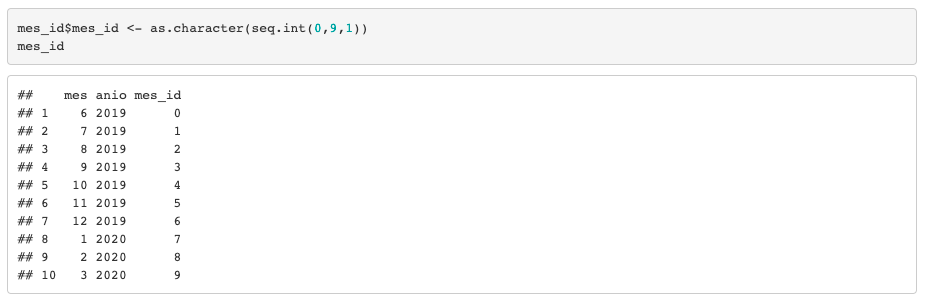 mes_id$mes_id <- as.character(seq.int(0,9,1))
mes_id
##    mes anio mes_id
## 1    6 2019      0
## 2    7 2019      1
## 3    8 2019      2
## 4    9 2019      3
## 5   10 2019      4
## 6   11 2019      5
## 7   12 2019      6
## 8    1 2020      7
## 9    2 2020      8
## 10   3 2020      9